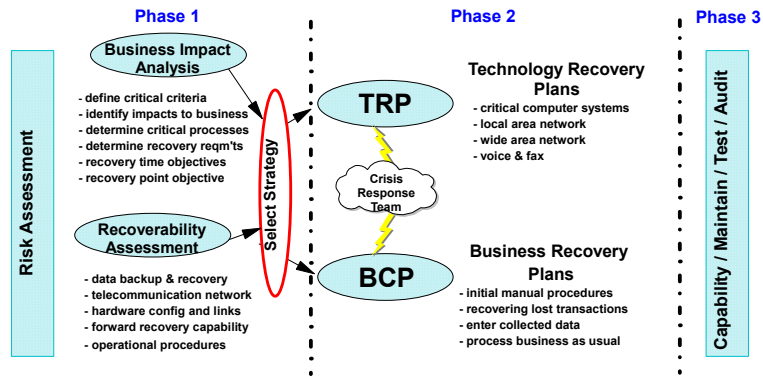 Phase 1
Phase 2
Phase 3
Risk Assessment
Business Impact
Analysis
- define critical criteria
- identify impacts to business
- determine critical processes
- determine recovery reqm'ts
- recovery time objectives
- recovery point objective
Recoverability
Assessment
- data backup & recovery
- telecommunication network
- hardware config and links
- forward recovery capability
- operational procedures
Select Strategy
TRP
Crisis
Response
Team
BCP
Technology Recovery
Plans
- critical computer systems
- local area network
- wide area network
- voice & fax
Business Recovery
Plans
- initial manual procedures
- recovering lost transactions
- enter collected data
- process business as usual
Capability / Maintain / Test / Audit